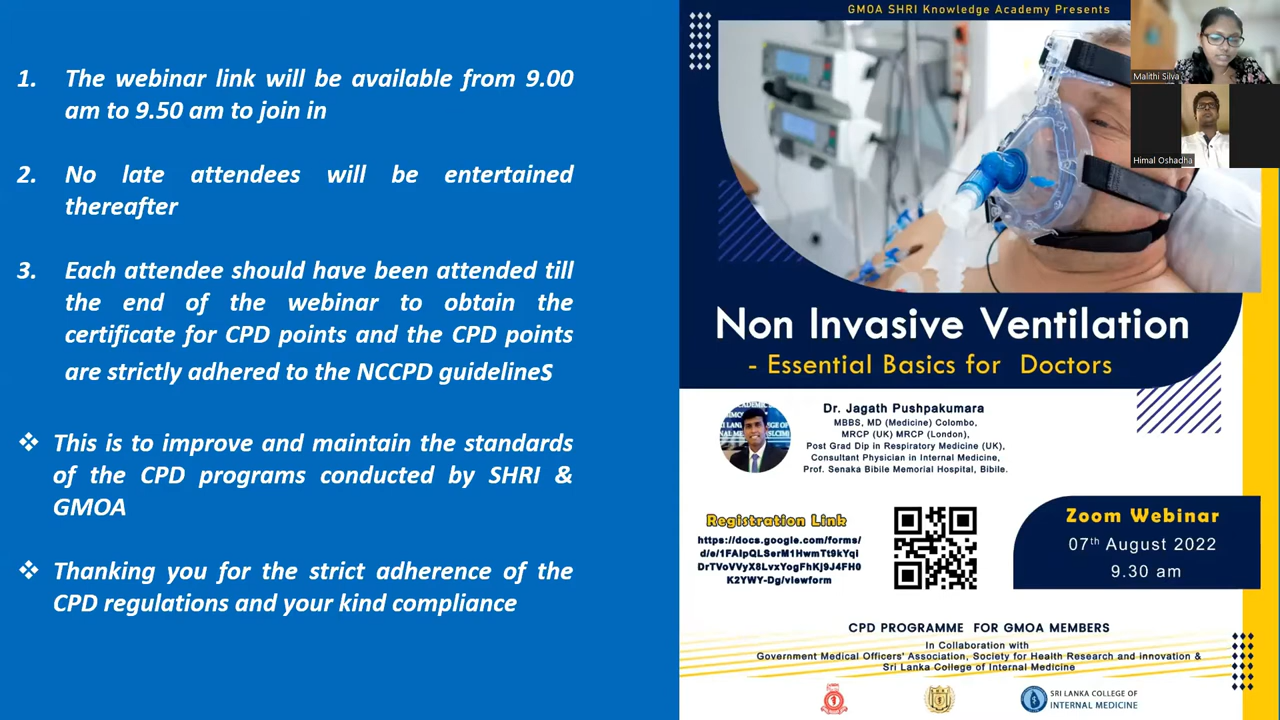 1. The webinar link will be available from 9.00
am to 9.50 am to join in
2. No late attendees will be entertained
thereafter
3. Each attendee should have been attended till
the end of the webinar to obtain the
certificate for CPD points and the CPD points
are strictly adhered to the NCCPD guidelines
❖ This is to improve and maintain the standards
of the CPD programs conducted by SHRI &
GMOA
❖ Thanking you for the strict adherence of the
CPD regulations and your kind compliance
GMOA SHRI Knowledge Academy Presents
Malithi Silva
Himal Oshadha
Non Invasive Ventilation
- Essential Basics for Doctors
Dr. Jagath Pushpakumara
MBBS, MD (Medicine) Colombo,
MRCP (UK) MRCP (London),
Post Grad Dip in Respiratory Medicine (UK),
Consultant Physician in Internal Medicine,
Prof. Senaka Bibile Memorial Hospital, Bibile.
Registration Link
https://docs.google.com/forms/
d/e/1FAIpQLSerM1HwmTt9kYqi
DrTVoVVyX8LvxYogFhKj9J4FH0
K2YWY-Dg/viewform
Zoom Webinar
07th August 2022
9.30 am
CPD PROGRAMME FOR GMOA MEMBERS
In Collaboration with
Government Medical Officers' Association, Society for Health Research and Innovation &
Sri Lanka College of Internal Medicine
SRI LANKA COLLEGE OF
INTERNAL MEDICINE